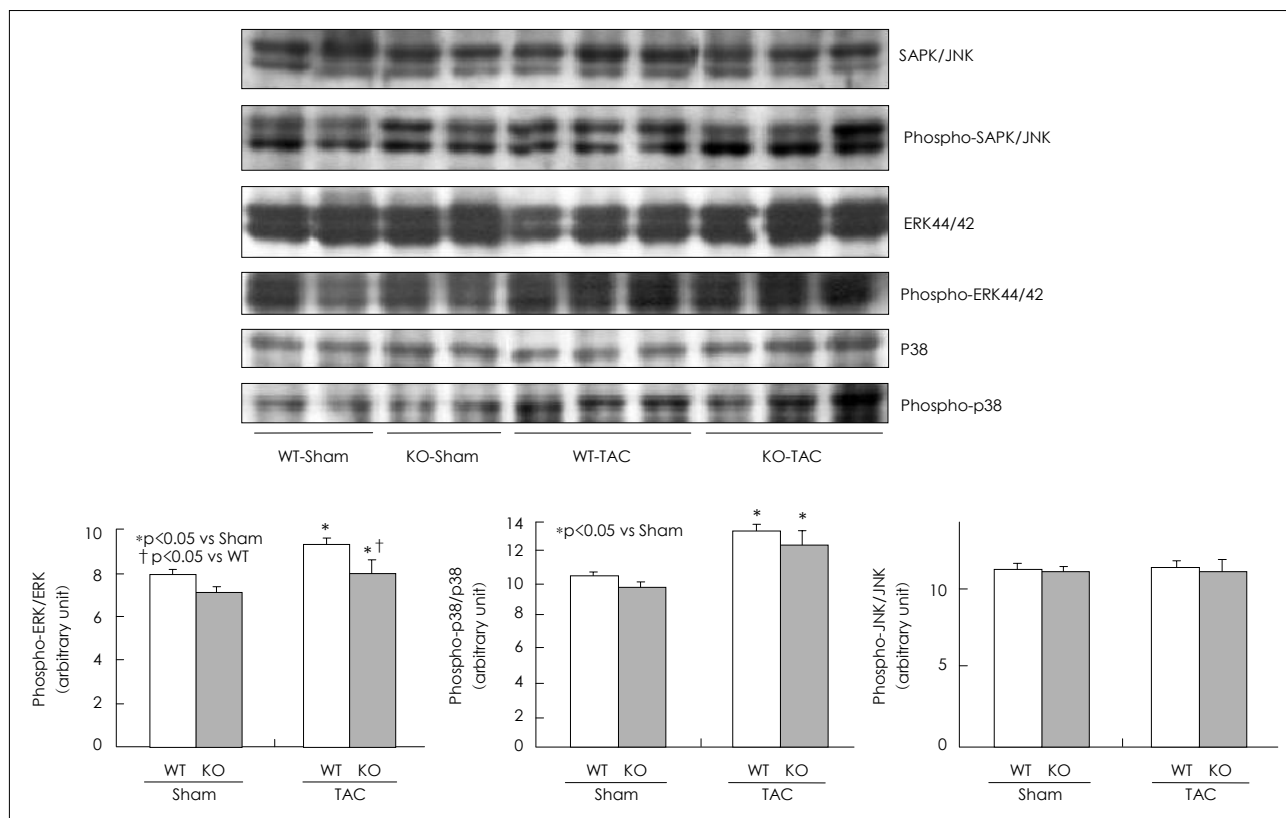 SAPK/JNK
Phospho-SAPK/JNK
ERK44/42
Phospho-ERK44/42
P38
Phospho-p38
WT-Sham KO-Sham WT-TAC KO-TAC
Phospho-ERK/ERK
(arbitrary unit)
10
8
6
4
2
0
*p<0.05 vs Sham
† p<0.05 vs WT
*
*†
WT KO WT KO
Sham TAC
Phospho-p38/p38
(arbitrary unit)
14
12
10
8
6
4
2
0
*p<0.05 vs Sham
* *
WT KO WT KO
Sham TAC
Phospho-JNK/JNK
(arbitrary unit)
10
5
0
WT KO WT KO
Sham TAC